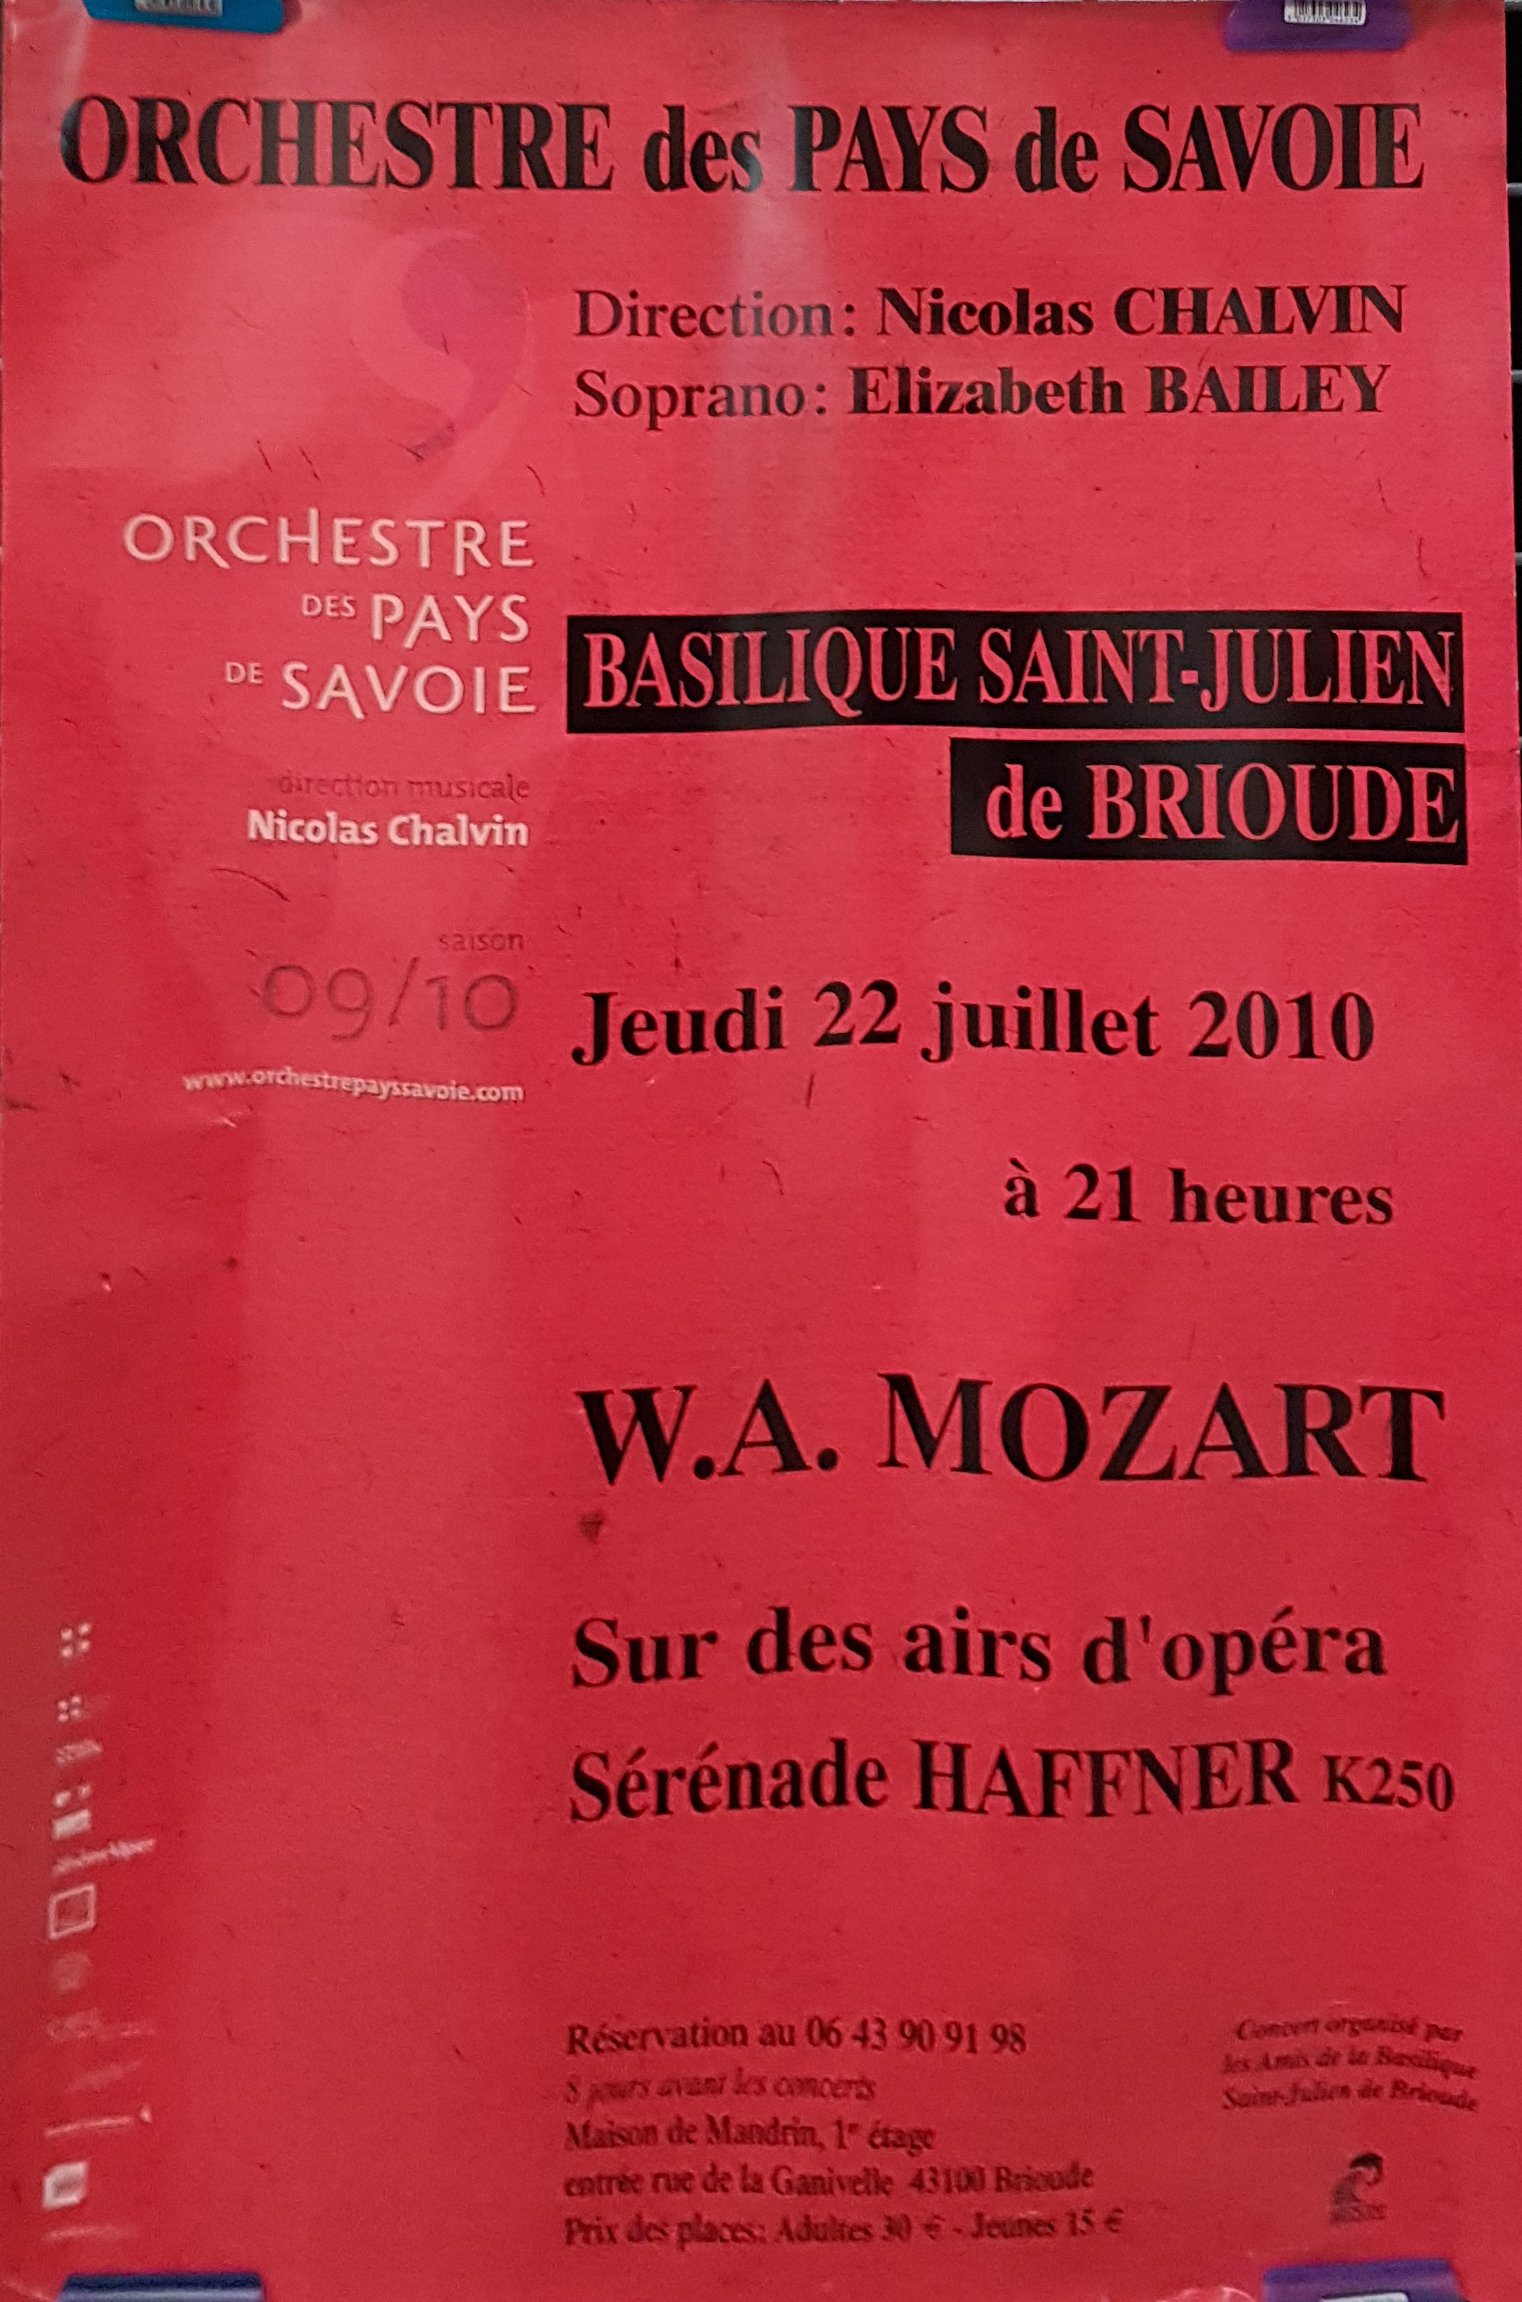 ORCHESTRE des PAYS de SAVOIE
Direction: Nicolas CHALVIN
Soprano: Elizabeth BAILEY
ORCHESTRE
DES PAYS
DE SAVOIE
direction musicale
Nicolas Chalvin
saison
09/10
www.orchestrepayssavoie.com
BASILIQUE SAINT-JULIEN
de BRIOUDE
Jeudi 22 juillet 2010
à 21 heures
W.A. MOZART
Sur des airs d'opéra
Sérénade HAFFNER K250
Réservation au 06 43 90 91 98
8 jours avant les concerts
Maison de Mandrin, 1er étage
entrée rue de la Ganivelle 43100 Brioude
Prix des places: Adultes 30 € - Jeunes 15 €
Concert organisé par
les Amis de la Basilique
Saint-Julien de Brioude